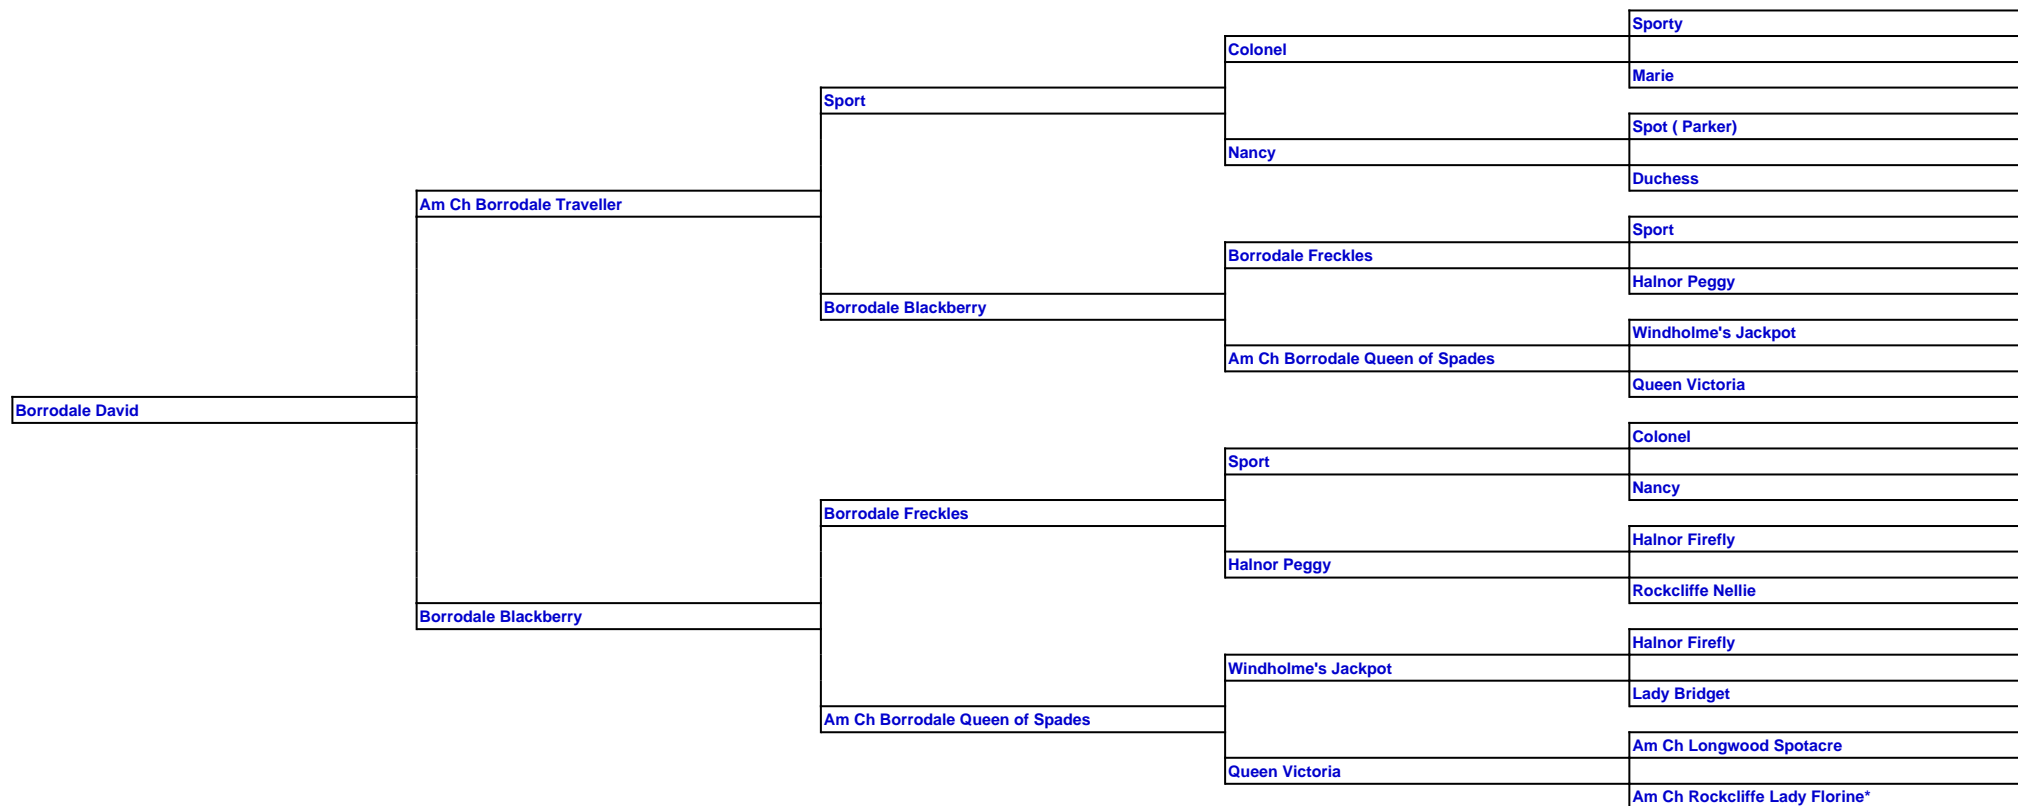 Sporty
Colonel
Marie
Sport
Spot ( Parker)
Nancy
Duchess
Am Ch Borrodale Traveller
Sport
Borrodale Freckles
Halnor Peggy
Borrodale Blackberry
Windholme's Jackpot
Am Ch Borrodale Queen of Spades
Queen Victoria
Borrodale David
Colonel
Sport
Nancy
Borrodale Freckles
Halnor Firefly
Halnor Peggy
Rockcliffe Nellie
Borrodale Blackberry
Halnor Firefly
Windholme's Jackpot
Lady Bridget
Am Ch Borrodale Queen of Spades
Am Ch Longwood Spotacre
Queen Victoria
Am Ch Rockcliffe Lady Florine*